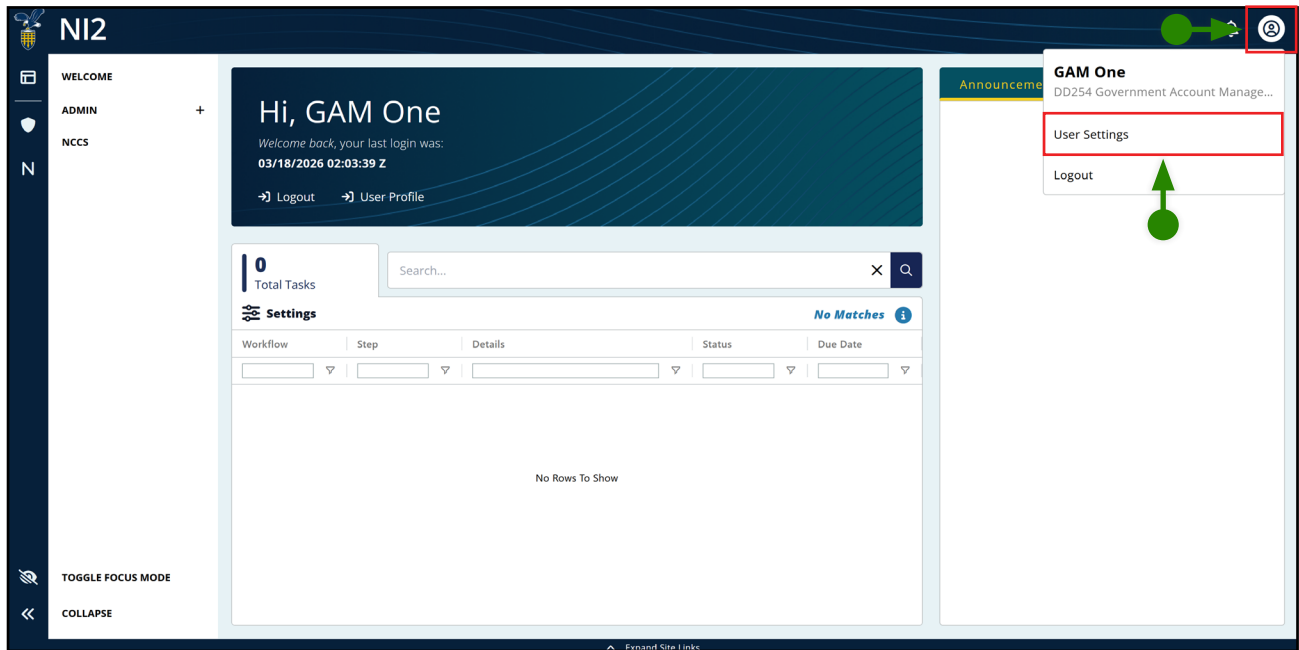 NI2
WELCOME
ADMIN +
NCCS
N
Hi, GAM One
Welcome back, your last login was:
03/18/2026 02:03:39 Z
Logout User Profile
0
Total Tasks
Search...
Settings
No Matches
Workflow Step Details Status Due Date
No Rows To Show
Announceme
GAM One
DD254 Government Account Manage...
User Settings
Logout
TOGGLE FOCUS MODE
COLLAPSE
Expand Site Links